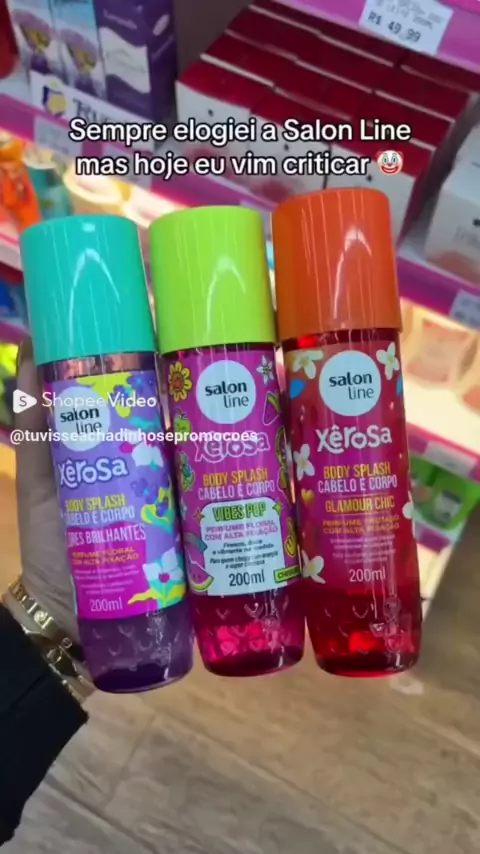 R$ 49,99
Sempre elogiei a Salon Line
mas hoje eu vim criticar 🤡
Shopee Video
@tuvisseachadinhosepromocoes
salon
line
xêrosa
BODY SPLASH
CABELO E CORPO
ORES BRILHANTES
PERFUME FLORAL
COM ALTA FIXAÇÃO
200ml
salon
line
xêrosa
BODY SPLASH
CABELO E CORPO
VIBES POP
PERFUME FLORAL
COM ALTA FIXAÇÃO
200ml
salon
line
xêrosa
BODY SPLASH
CABELO E CORPO
GLAMOUR CHIC
PERFUME FRUTADO
COM ALTA FIXAÇÃO
200ml